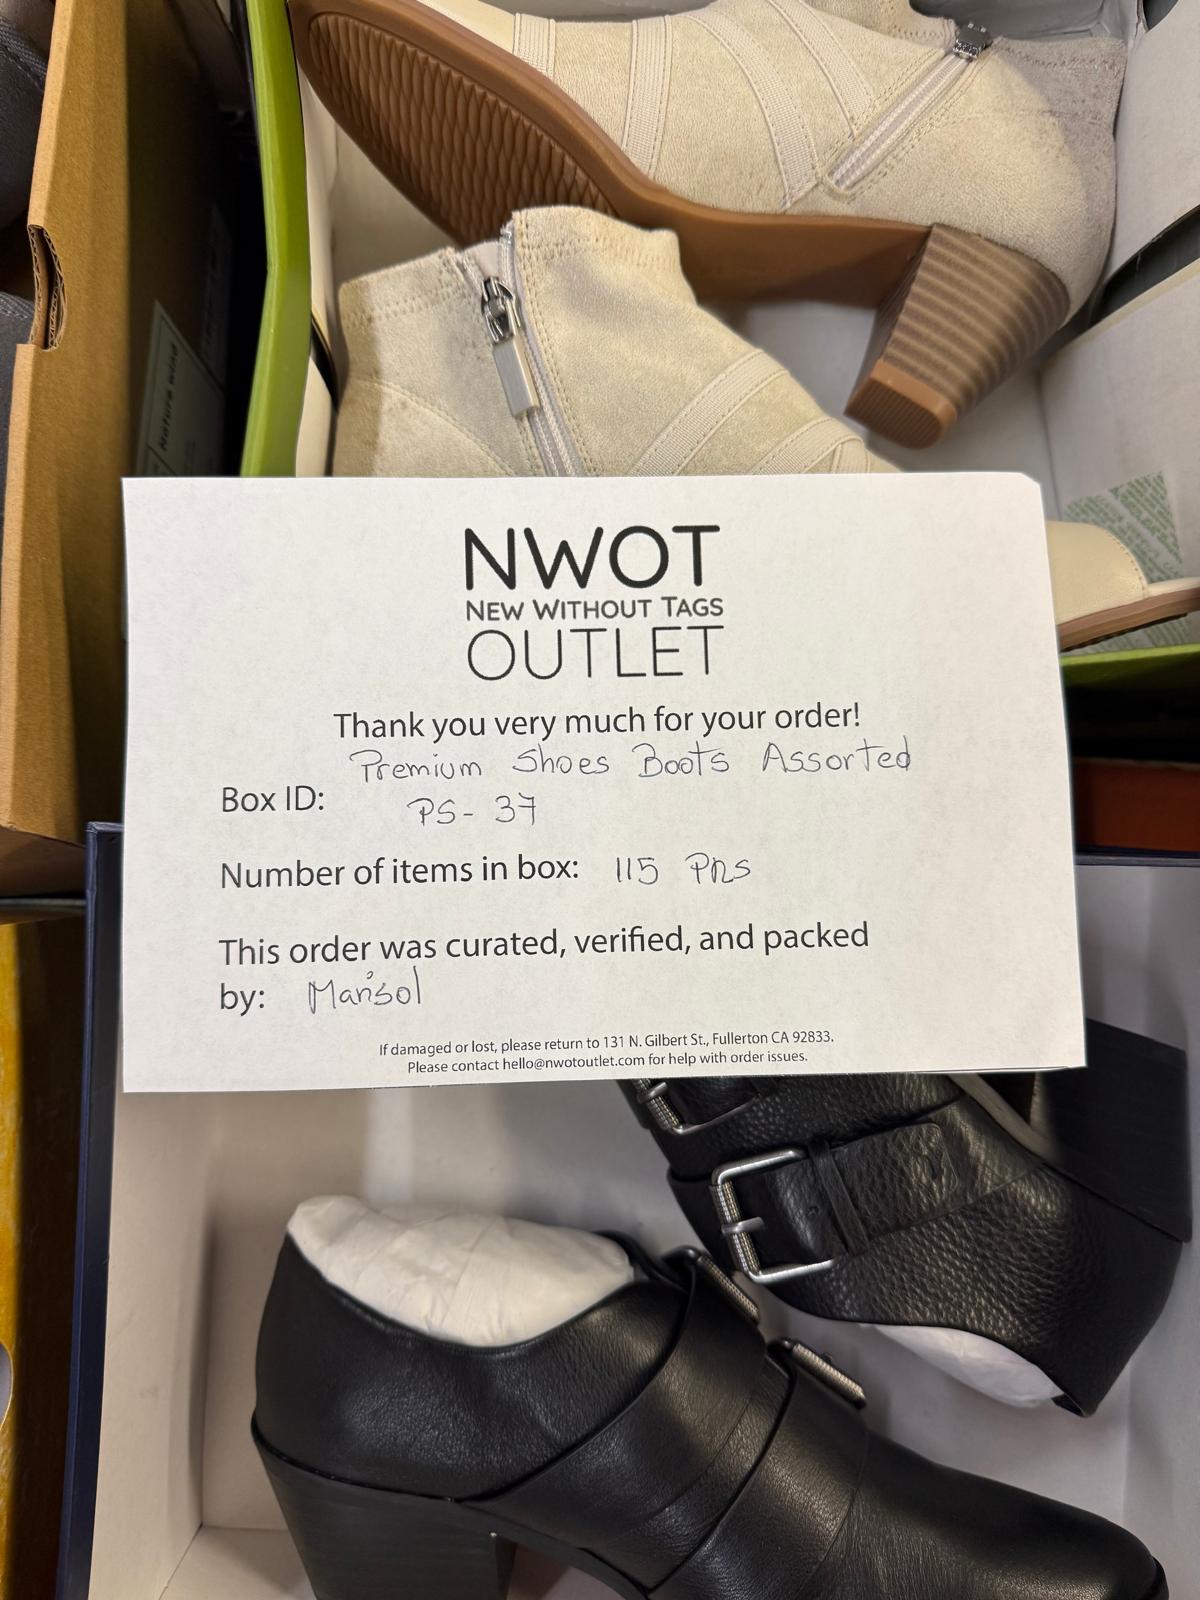 Nature wind
NWOT
NEW WITHOUT TAGS
OUTLET
Thank you very much for your order!
Premium Shoes Boots Assorted
Box ID: PS-37
Number of items in box: 115 PRS
This order was curated, verified, and packed
by: Marisol
If damaged or lost, please return to 131 N. Gilbert St., Fullerton CA 92833.
Please contact hello@nwotoutlet.com for help with order issues.